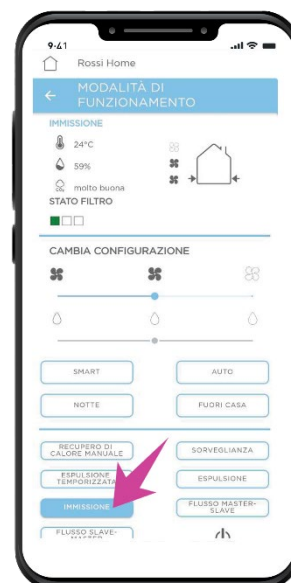 9:41
Rossi Home
MODALITÀ DI
FUNZIONAMENTO
IMMISSIONE
24°C
59%
molto buona
STATO FILTRO
CAMBIA CONFIGURAZIONE
SMART
AUTO
NOTTE
FUORI CASA
RECUPERO DI
CALORE MANUALE
SORVEGLIANZA
ESPULSIONE
TEMPORIZZATA
ESPULSIONE
IMMISSIONE
FLUSSO MASTER-
SLAVE
FLUSSO SLAVE-
MASTER